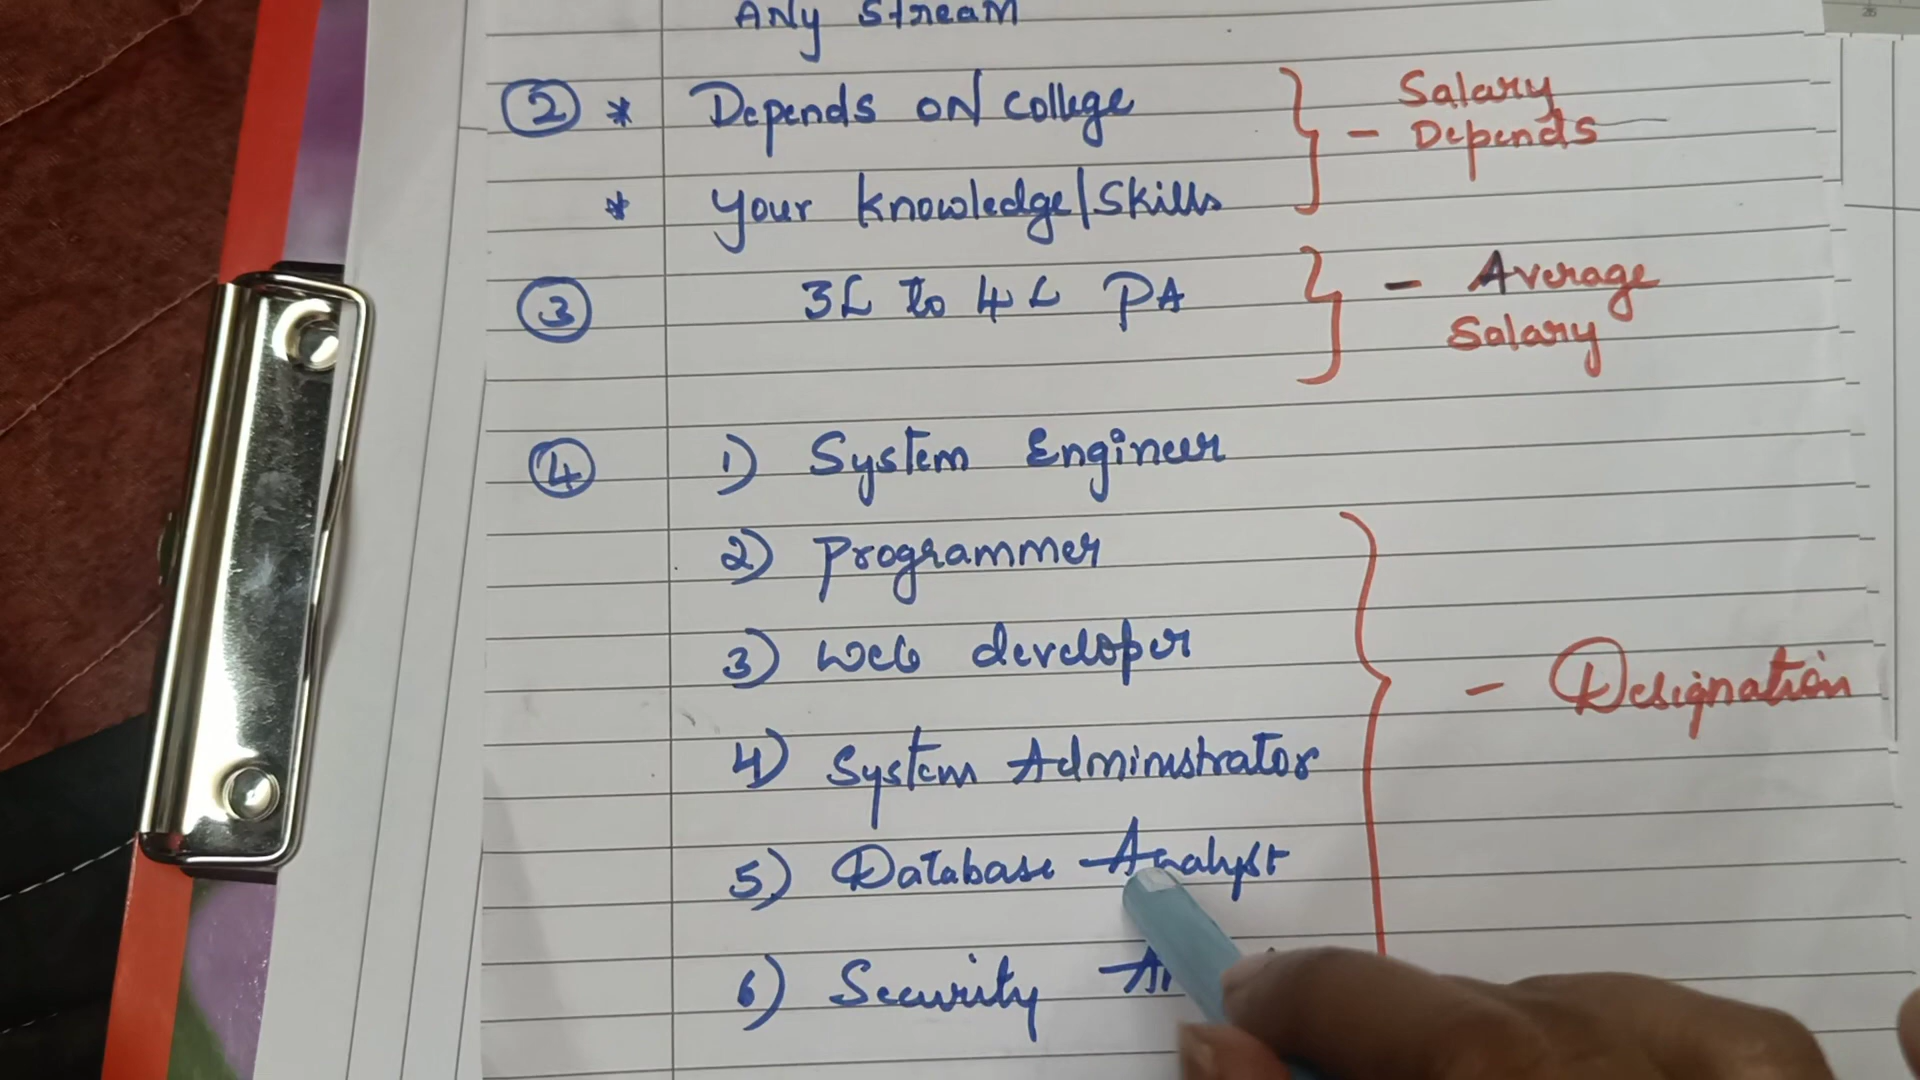 Any Stream
② * Depends on college } - Salary Depends
* Your knowledge/Skills
③ 3L to 4L PA } - Average Salary
④ 1) System Engineer
2) Programmer
3) Web developer
4) System Adminstrator
5) Database Analyst
6) Security
} - Designation